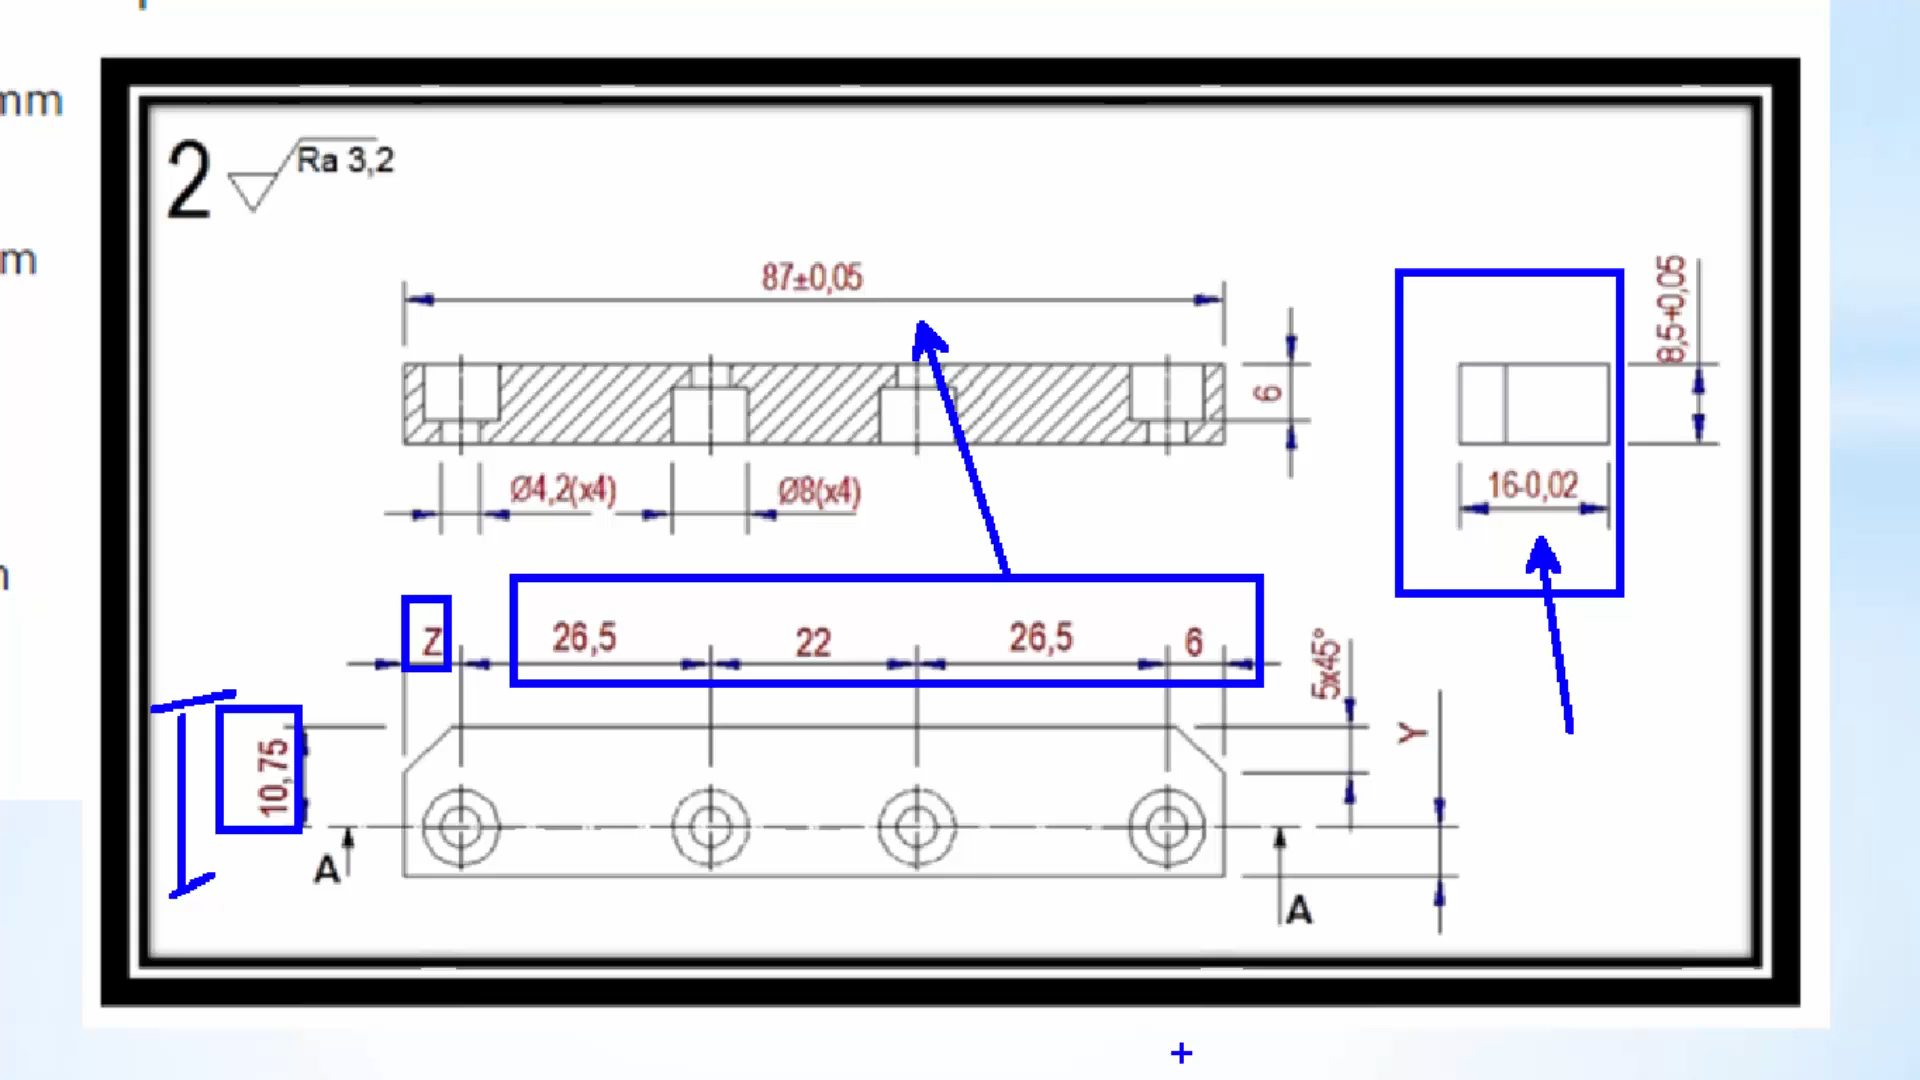 mm
m
2 Ra 3,2
87±0,05
8,5+0,05
6
16-0,02
Ø4,2(x4) Ø8(x4)
Z 26,5 22 26,5 6
5x45°
Y
10,75
A
A